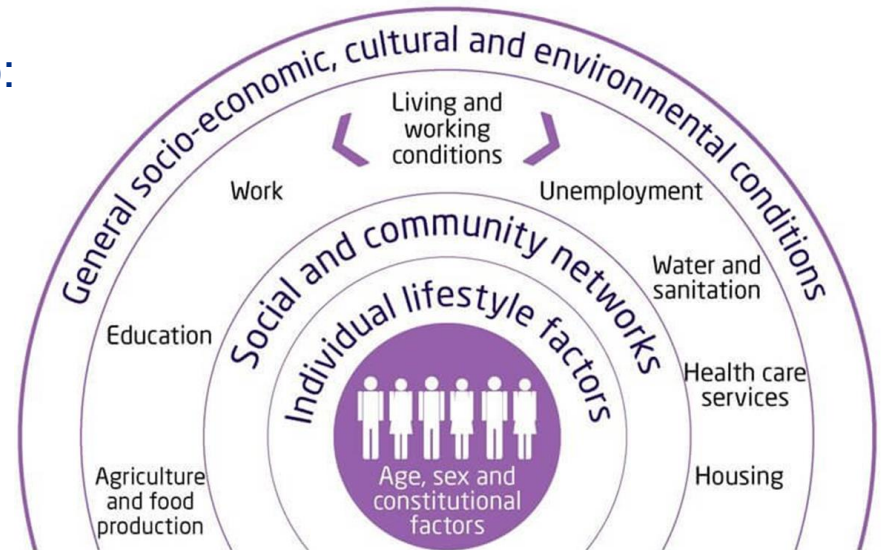 :
General socio-economic, cultural and environmental conditions
Living and
working
conditions
Work
Unemployment
Social and community networks
Water and
sanitation
Individual lifestyle factors
Education
Health care
services
Agriculture
and food
production
Housing
Age, sex and
constitutional
factors